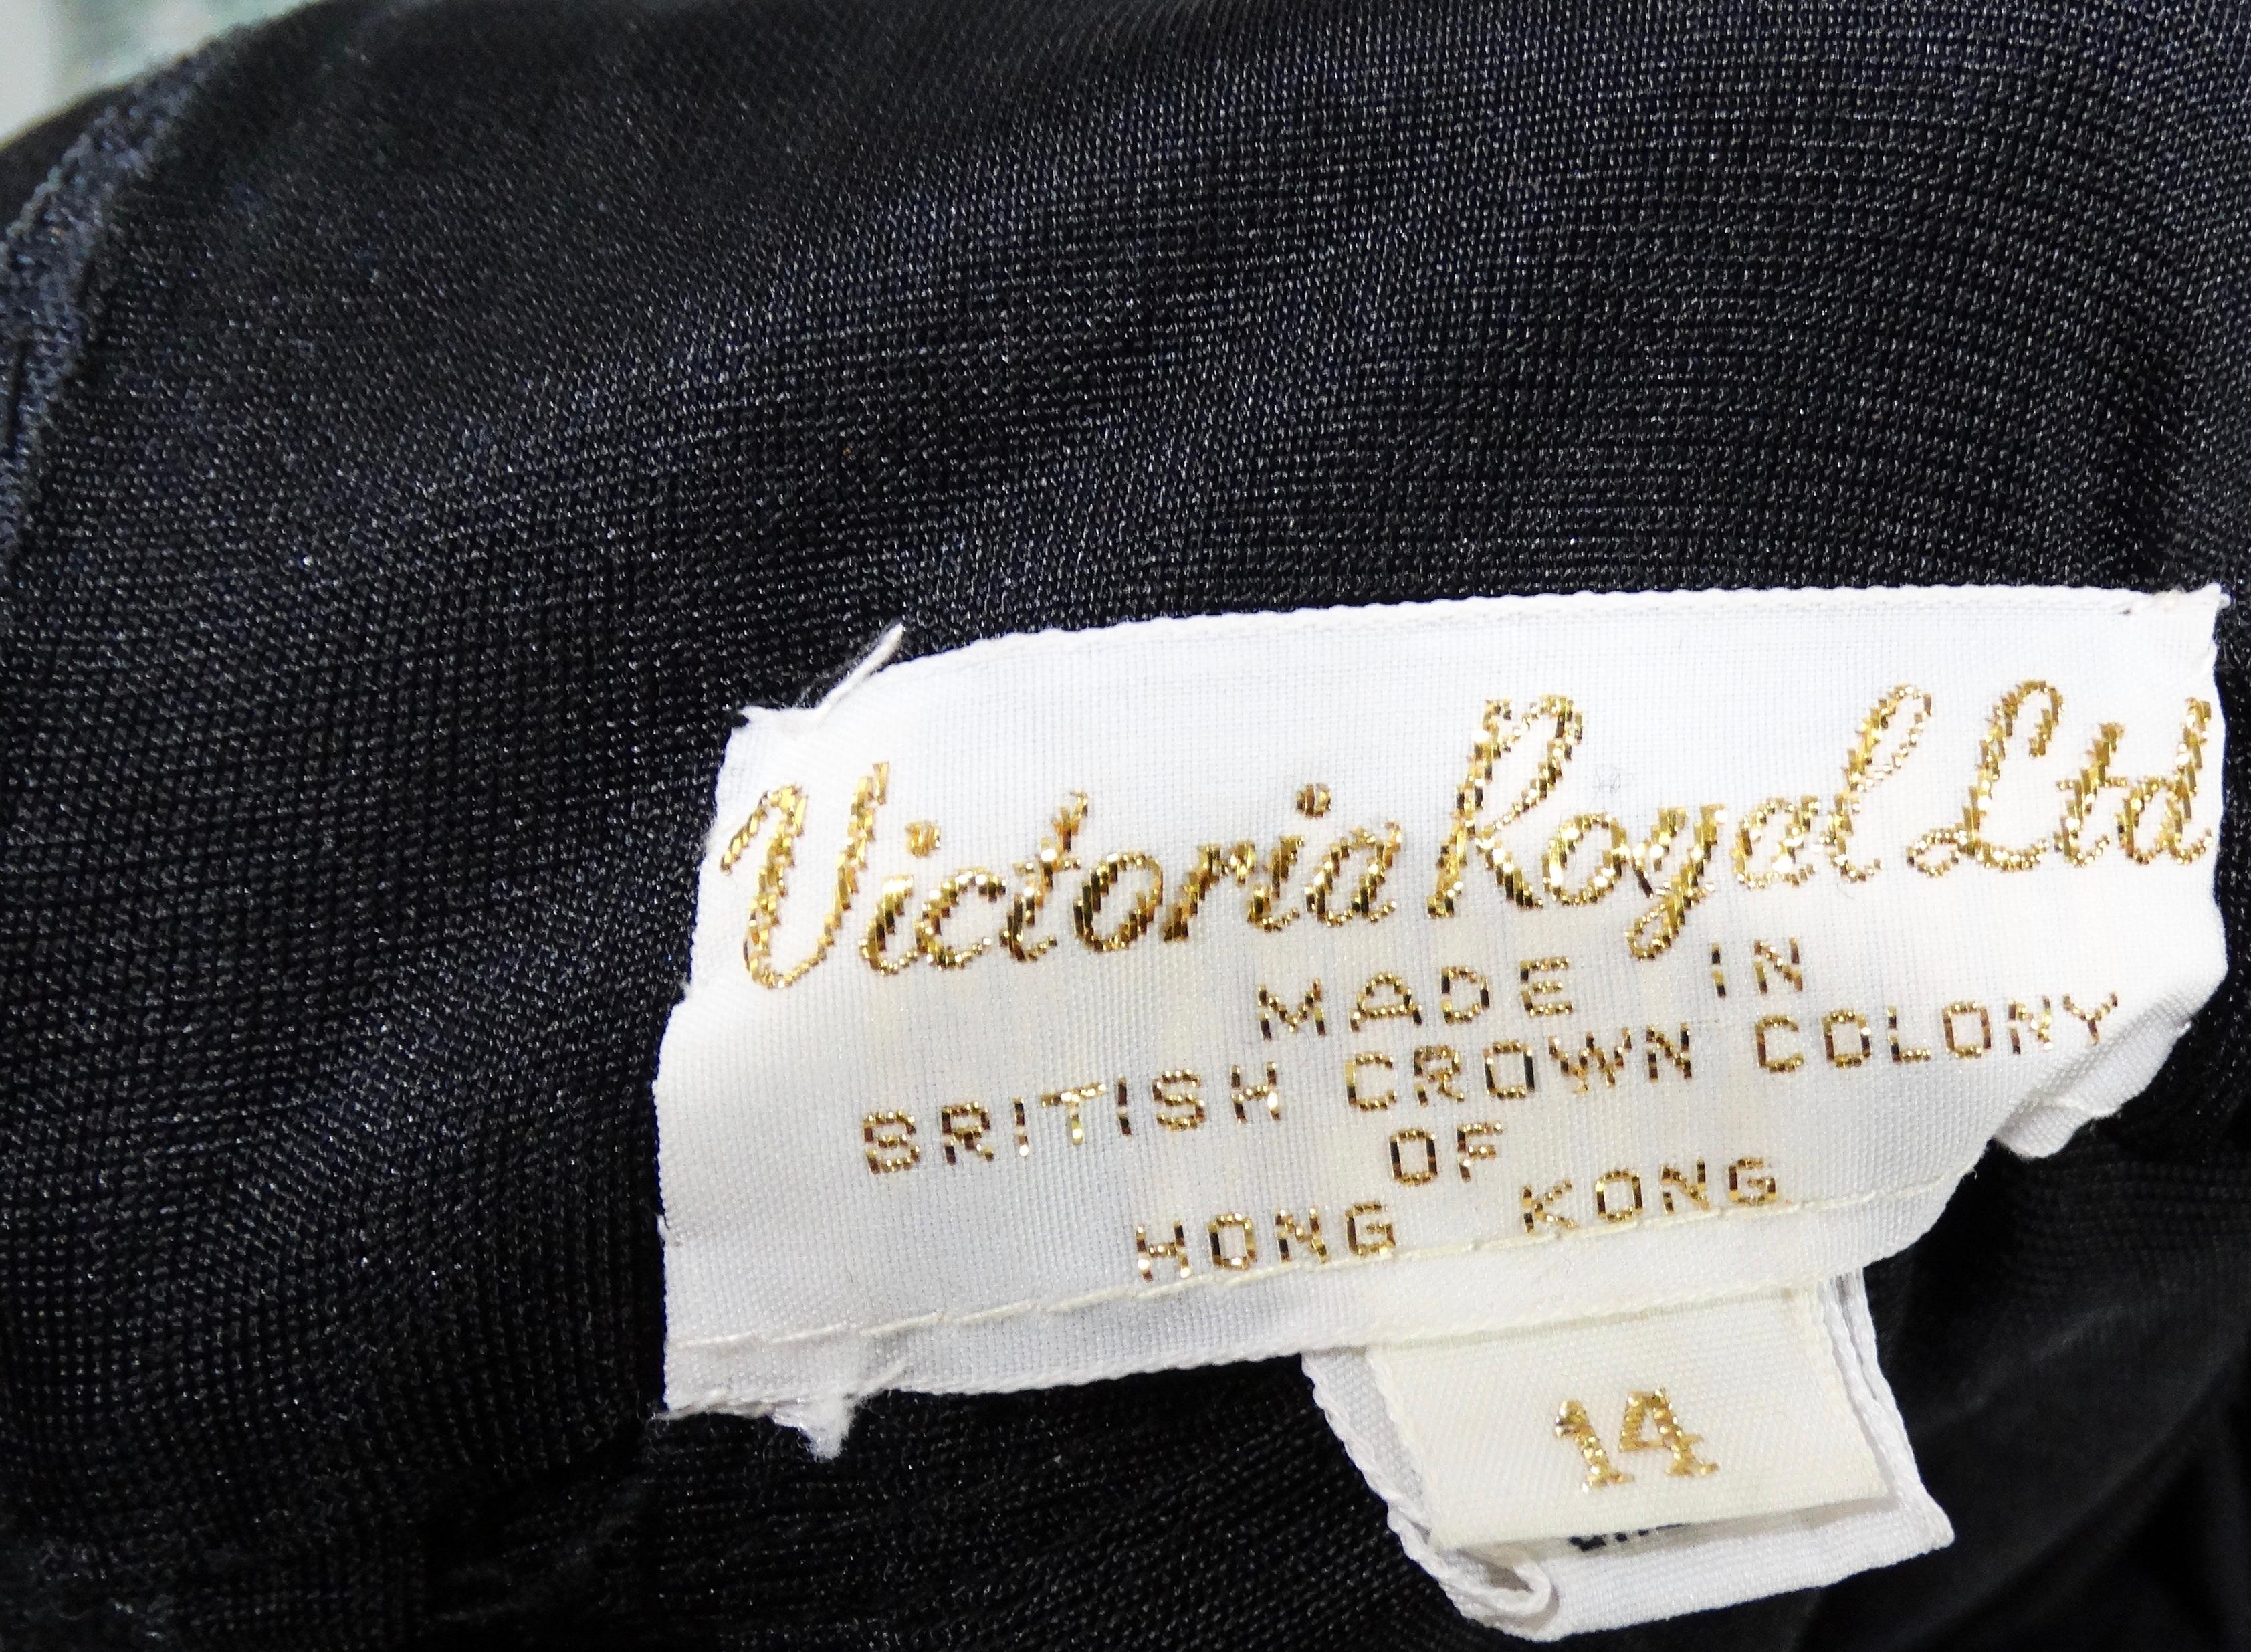 Victoria Royal Ltd
MADE IN
BRITISH CROWN COLONY
OF
HONG KONG
14